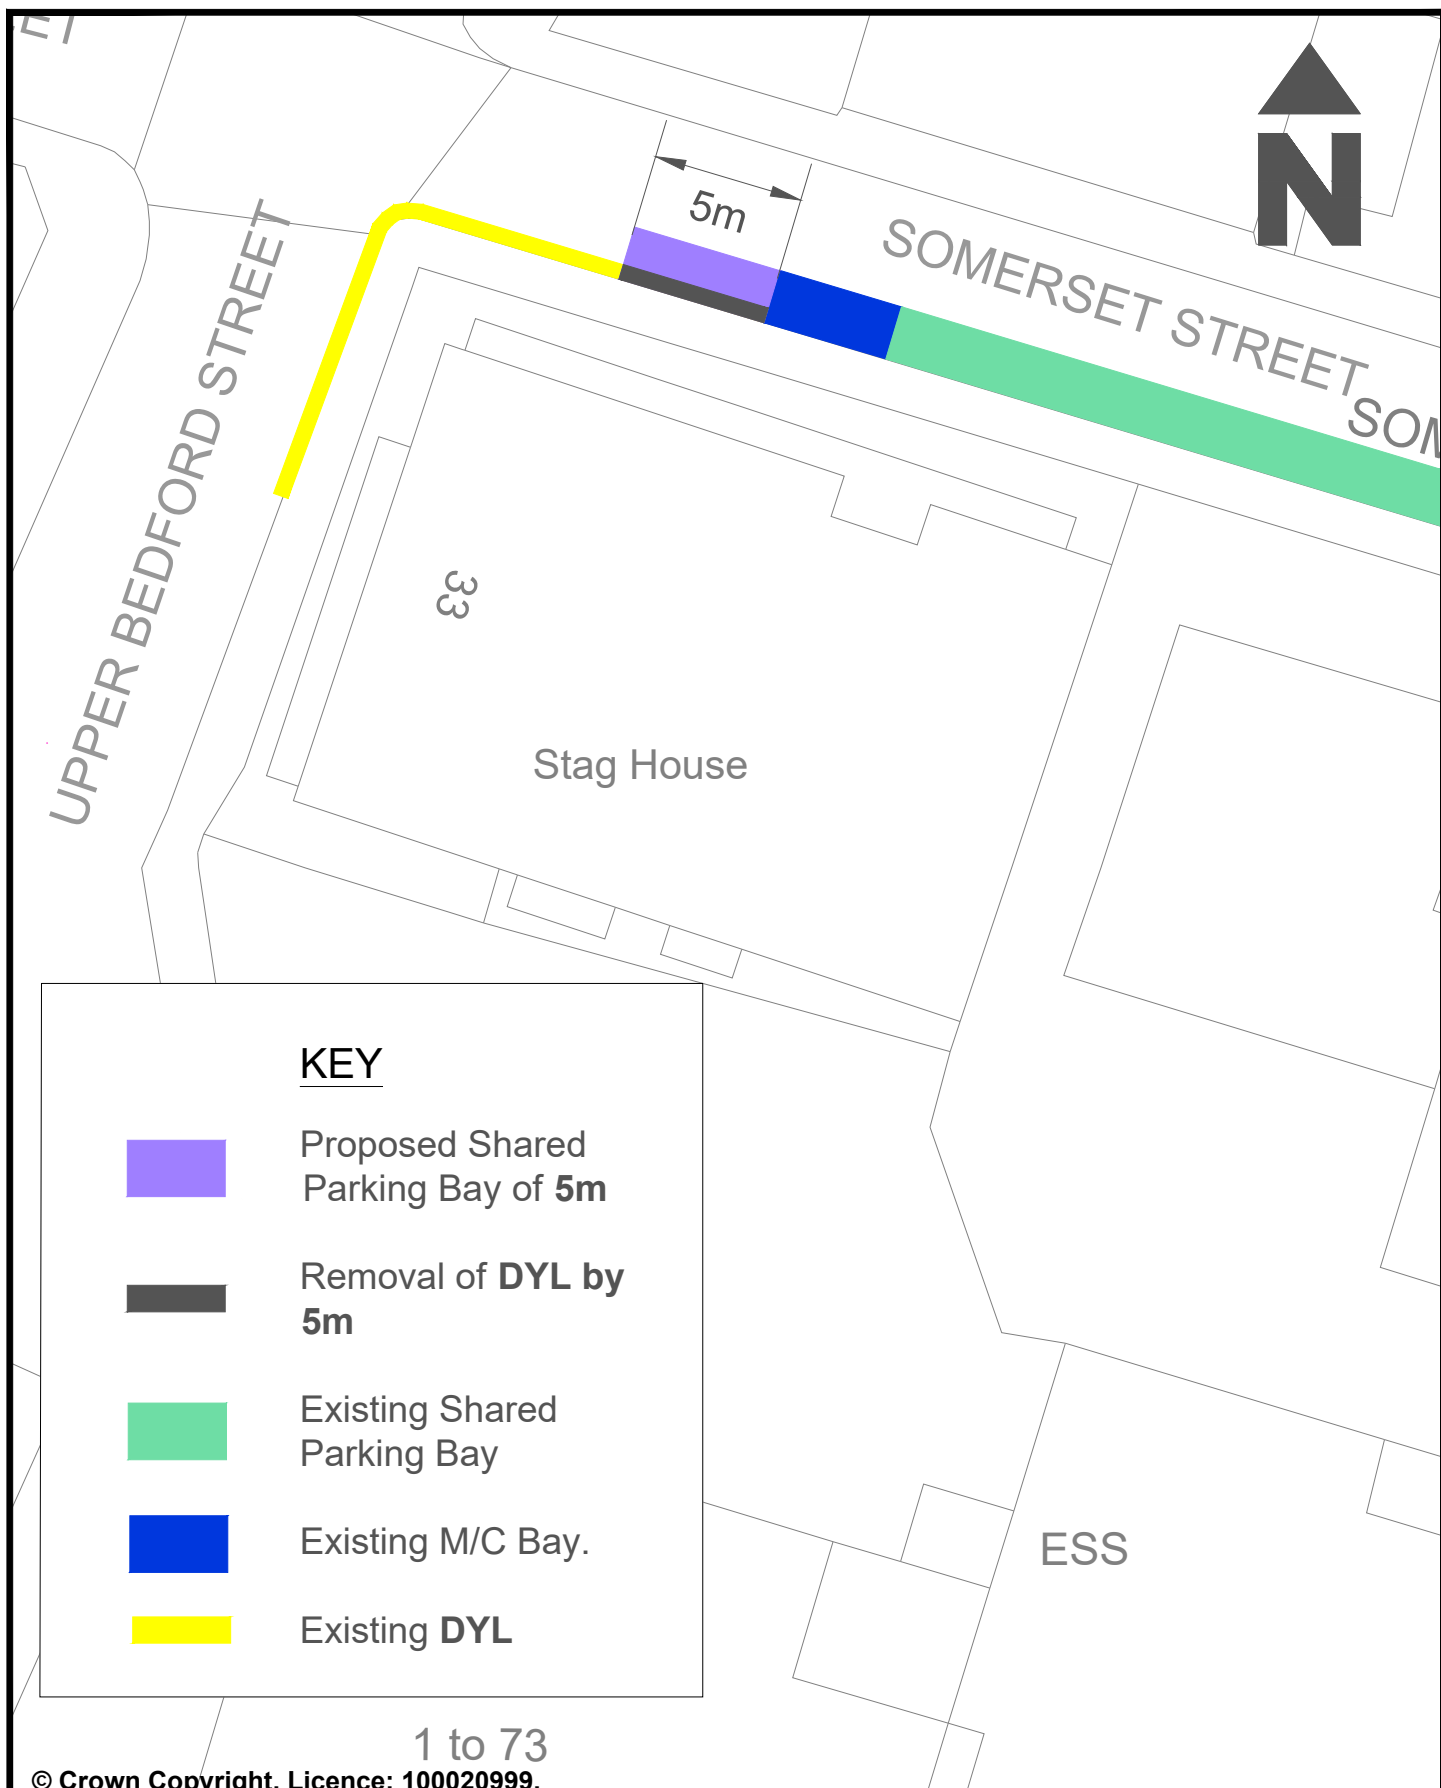 N
5m
SOMERSET STREET
UPPER BEDFORD STREET
33
Stag House
KEY
Proposed Shared
Parking Bay of 5m
Removal of DYL by
5m
Existing Shared
Parking Bay
Existing M/C Bay.
Existing DYL
ESS
1 to 73
© Crown Copyright. Licence: 100020999.